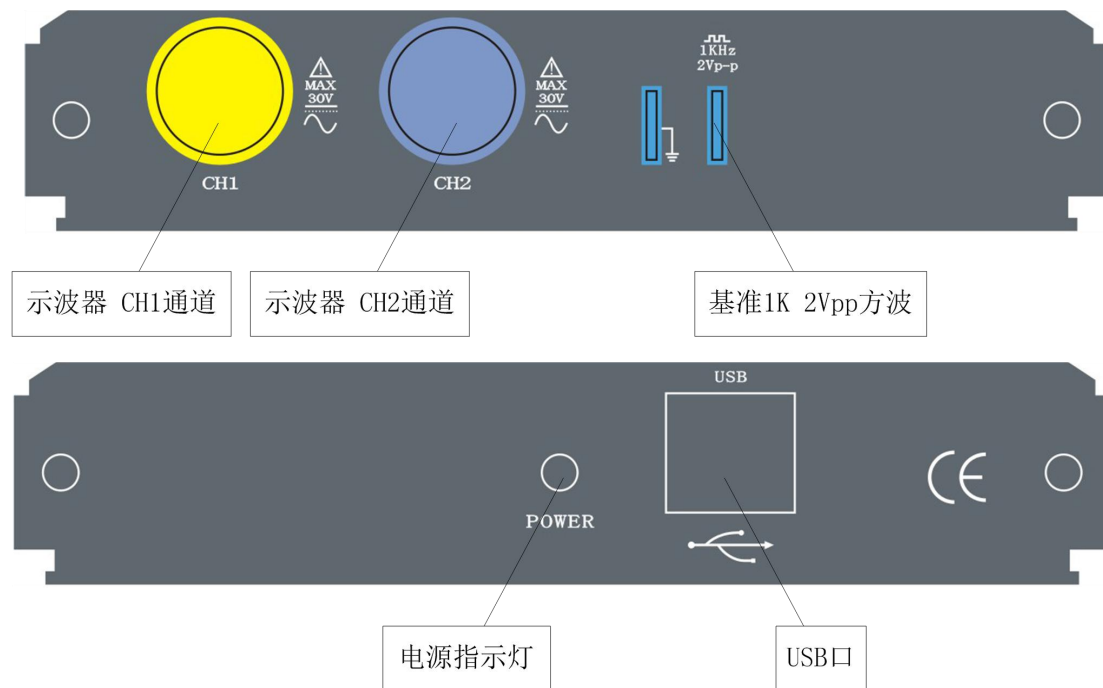 1KHz
2Vp-p
MAX
30V
MAX
30V
CH1
CH2
示波器 CH1通道
示波器 CH2通道
基准1K 2Vpp方波
USB
CE
POWER
电源指示灯
USB口